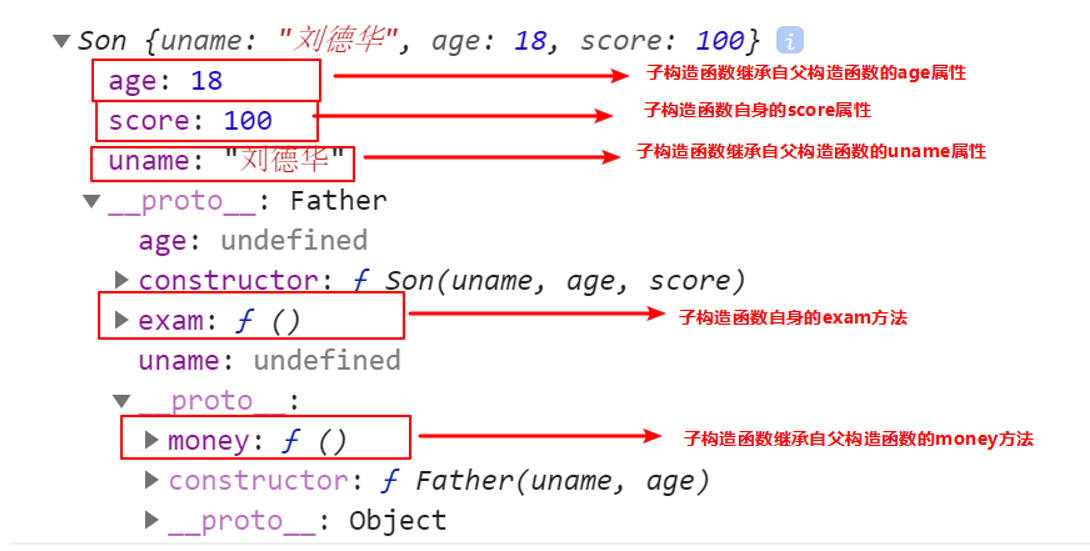 ▼ Son {uname: "刘德华", age: 18, score: 100} i
age: 18 子构造函数继承自父构造函数的age属性
score: 100 子构造函数自身的score属性
uname: "刘德华" 子构造函数继承自父构造函数的uname属性
▼ __proto__: Father
age: undefined
▶ constructor: ƒ Son(uname, age, score)
▶ exam: ƒ () 子构造函数自身的exam方法
uname: undefined
▼ __proto__:
▶ money: ƒ () 子构造函数继承自父构造函数的money方法
▶ constructor: ƒ Father(uname, age)
▶ __proto__: Object